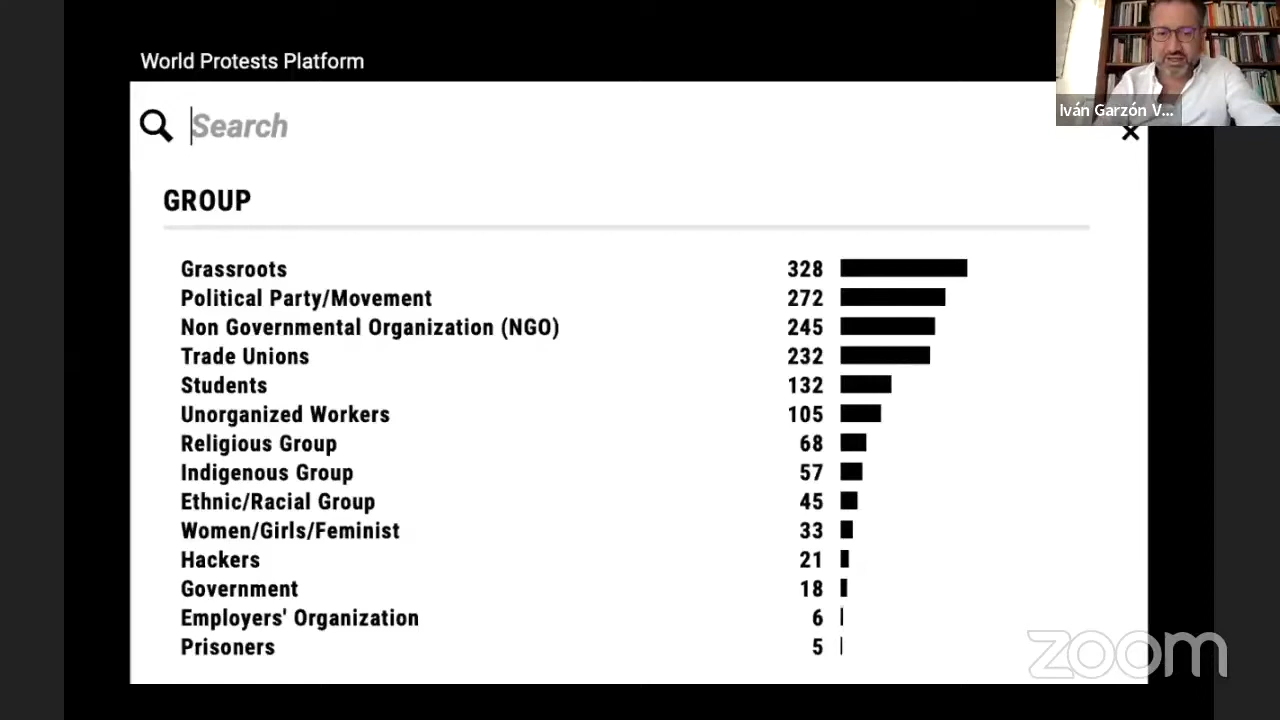 World Protests Platform
Iván Garzón V...
Search
×
GROUP
Grassroots 328
Political Party/Movement 272
Non Governmental Organization (NGO) 245
Trade Unions 232
Students 132
Unorganized Workers 105
Religious Group 68
Indigenous Group 57
Ethnic/Racial Group 45
Women/Girls/Feminist 33
Hackers 21
Government 18
Employers' Organization 6
Prisoners 5
zoom